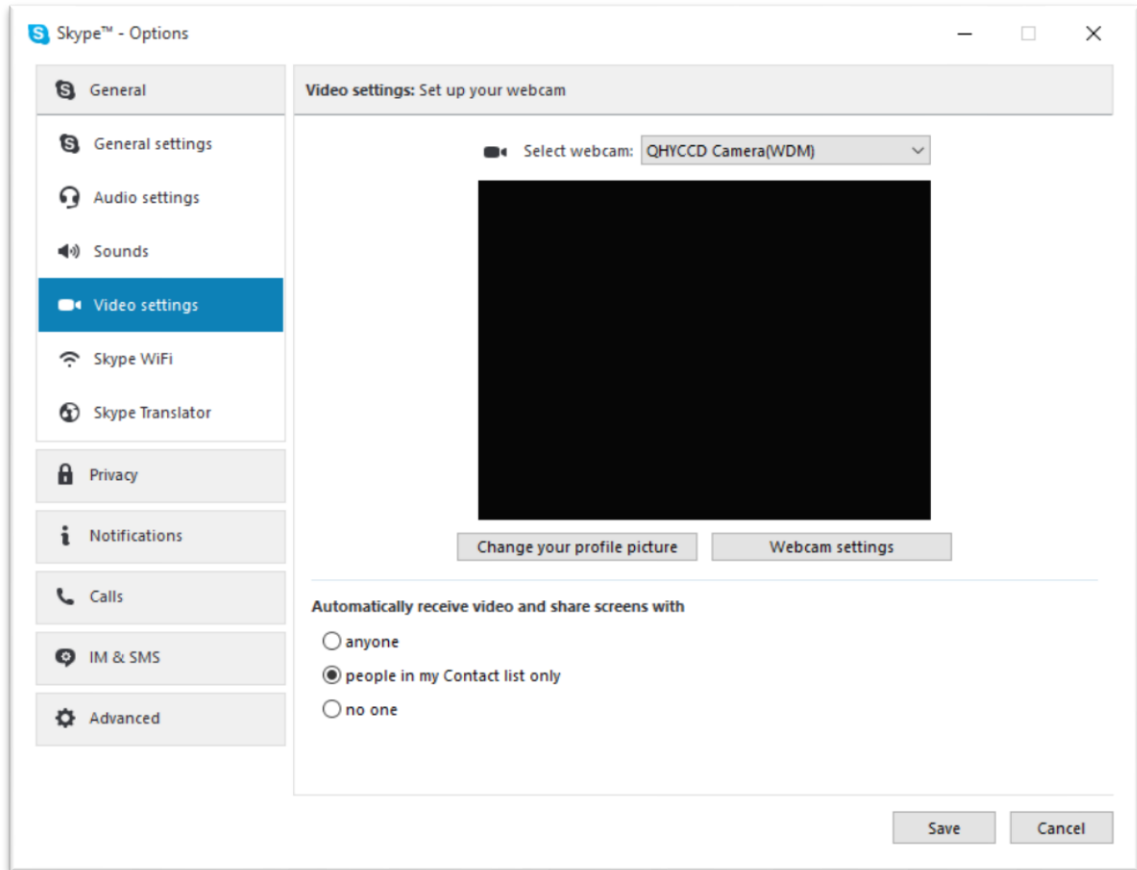 Skype™ - Options
General
General settings
Audio settings
Sounds
Video settings
Skype WiFi
Skype Translator
Privacy
Notifications
Calls
IM & SMS
Advanced
Video settings: Set up your webcam
Select webcam: QHYCCD Camera(WDM)
Change your profile picture Webcam settings
Automatically receive video and share screens with
anyone
people in my Contact list only
no one
Save Cancel